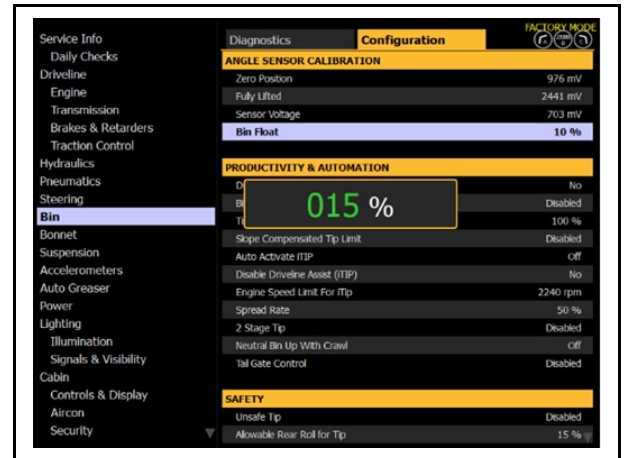 FACTORY MODE
Diagnostics
Configuration
Service Info
Daily Checks
Driveline
Engine
Transmission
Brakes & Retarders
Traction Control
Hydraulics
Pneumatics
Steering
Bin
Bonnet
Suspension
Accelerometers
Auto Greaser
Power
Lighting
Illumination
Signals & Visibility
Cabin
Controls & Display
Aircon
Security
ANGLE SENSOR CALIBRATION
Zero Position 976 mV
Fully Lifted 2441 mV
Sensor Voltage 703 mV
Bin Float 10 %
PRODUCTIVITY & AUTOMATION
No
Disabled
100 %
015 %
Slope Compensated Tip Limit Disabled
Auto Activate iTIP Off
Disable Driveline Assist (iTIP) No
Engine Speed Limit For iTip 2240 rpm
Spread Rate 50 %
2 Stage Tip Disabled
Neutral Bin Up With Crawl Off
Tail Gate Control Disabled
SAFETY
Unsafe Tip Disabled
Allowable Rear Roll for Tip 15 %